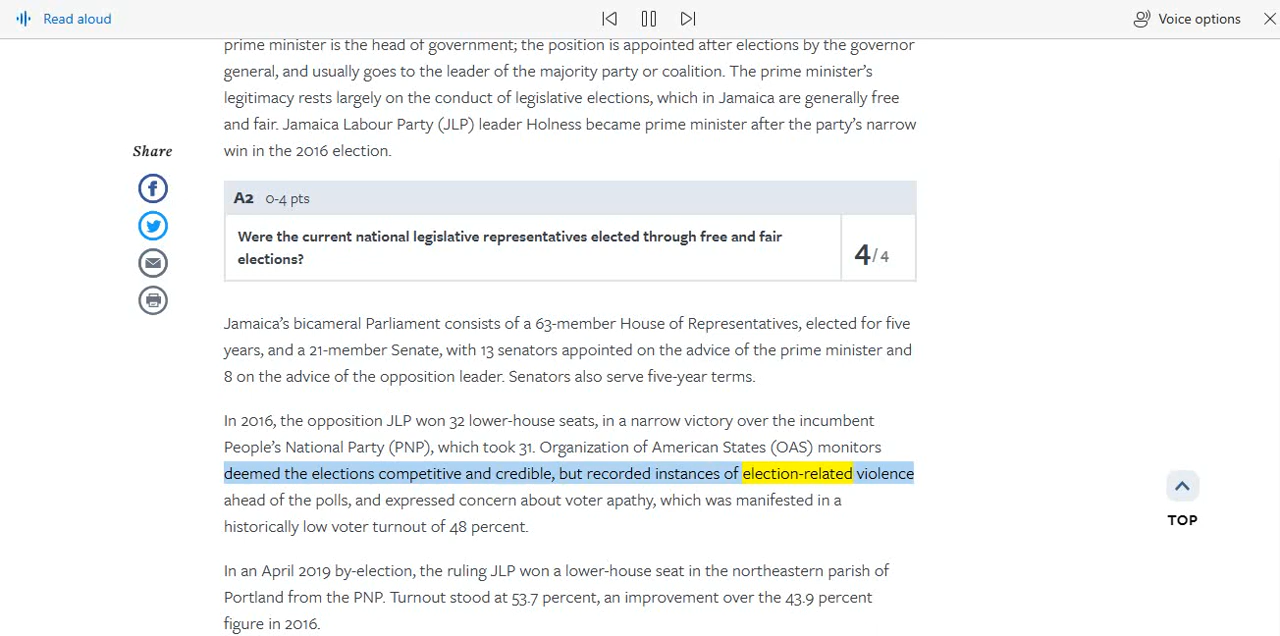 Read aloud
Voice options
prime minister is the head of government; the position is appointed after elections by the governor
general, and usually goes to the leader of the majority party or coalition. The prime minister’s
legitimacy rests largely on the conduct of legislative elections, which in Jamaica are generally free
and fair. Jamaica Labour Party (JLP) leader Holness became prime minister after the party’s narrow
win in the 2016 election.
Share
A2 0-4 pts
Were the current national legislative representatives elected through free and fair
elections?
4/4
Jamaica’s bicameral Parliament consists of a 63-member House of Representatives, elected for five
years, and a 21-member Senate, with 13 senators appointed on the advice of the prime minister and
8 on the advice of the opposition leader. Senators also serve five-year terms.
In 2016, the opposition JLP won 32 lower-house seats, in a narrow victory over the incumbent
People’s National Party (PNP), which took 31. Organization of American States (OAS) monitors
deemed the elections competitive and credible, but recorded instances of election-related violence
ahead of the polls, and expressed concern about voter apathy, which was manifested in a
historically low voter turnout of 48 percent.
TOP
In an April 2019 by-election, the ruling JLP won a lower-house seat in the northeastern parish of
Portland from the PNP. Turnout stood at 53.7 percent, an improvement over the 43.9 percent
figure in 2016.